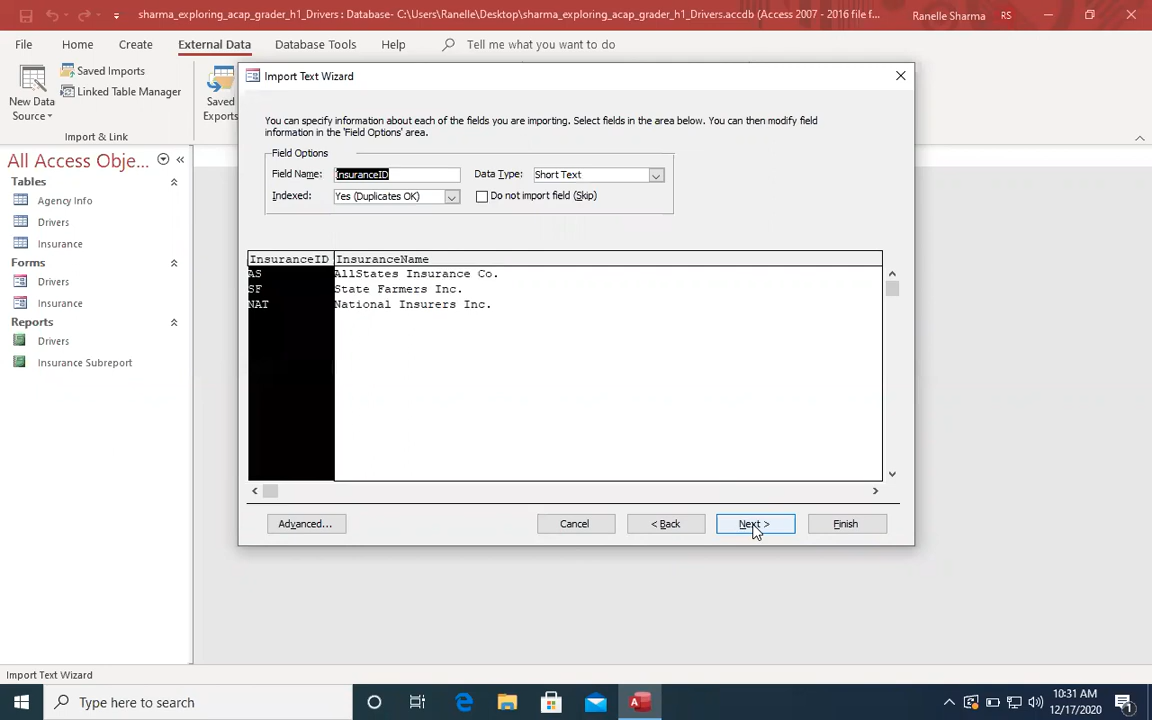 sharma_exploring_acap_grader_h1_Drivers : Database- C:\Users\Ranelle\Desktop\sharma_exploring_acap_grader_h1_Drivers.accdb (Access 2007 - 2016 file f...
Ranelle Sharma
RS
File
Home
Create
External Data
Database Tools
Help
Tell me what you want to do
New Data
Source
Saved Imports
Linked Table Manager
Saved
Exports
Import & Link
All Access Obje...
Tables
Agency Info
Drivers
Insurance
Forms
Drivers
Insurance
Reports
Drivers
Insurance Subreport
Import Text Wizard
You can specify information about each of the fields you are importing. Select fields in the area below. You can then modify field
information in the 'Field Options' area.
Field Options
Field Name: InsuranceID Data Type: Short Text
Indexed: Yes (Duplicates OK) Do not import field (Skip)
InsuranceID InsuranceName
AS AllStates Insurance Co.
SF State Farmers Inc.
NAT National Insurers Inc.
Advanced... Cancel < Back Next > Finish
Import Text Wizard
Type here to search
10:31 AM
12/17/2020
1